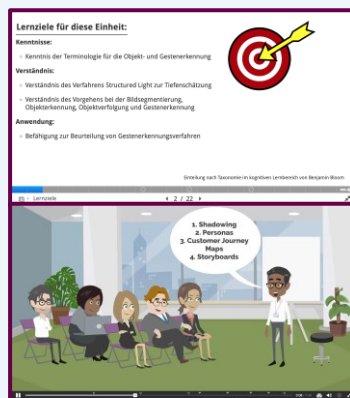 Lernziele für diese Einheit:
Kenntnisse:
Kenntnis der Terminologie für die Objekt- und Gestenerkennung
Verständnis:
Verständnis des Verfahrens Structured Light zur Tiefenschätzung
Verständnis des Vorgehens bei der Bildsegmentierung,
Objekterkennung, Objektverfolgung und Gestenerkennung
Anwendung:
Befähigung zur Beurteilung von Gestenerkennungsverfahren
Einteilung nach Taxonomie im kognitives Lernbereich von Benjamin Bloom
Lernziele
2 / 22
1. Shadowing
2. Personas
3. Customer Journey
Maps
4. Storyboards